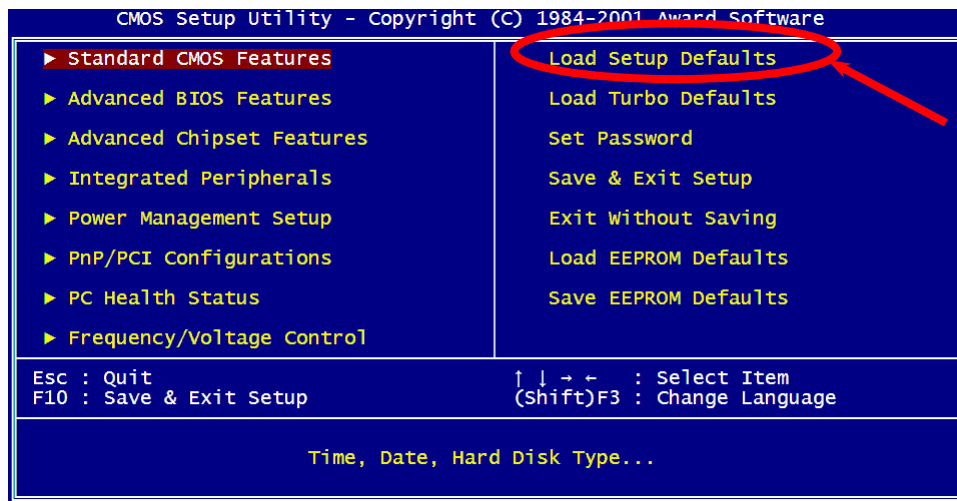 CMOS Setup Utility - Copyright (C) 1984-2001 Award Software
▶ Standard CMOS Features
▶ Advanced BIOS Features
▶ Advanced Chipset Features
▶ Integrated Peripherals
▶ Power Management Setup
▶ PnP/PCI Configurations
▶ PC Health Status
▶ Frequency/Voltage Control
Load Setup Defaults
Load Turbo Defaults
Set Password
Save & Exit Setup
Exit Without Saving
Load EEPROM Defaults
Save EEPROM Defaults
Esc : Quit
F10 : Save & Exit Setup
↑ ↓ → ← : Select Item
(Shift)F3 : Change Language
Time, Date, Hard Disk Type...